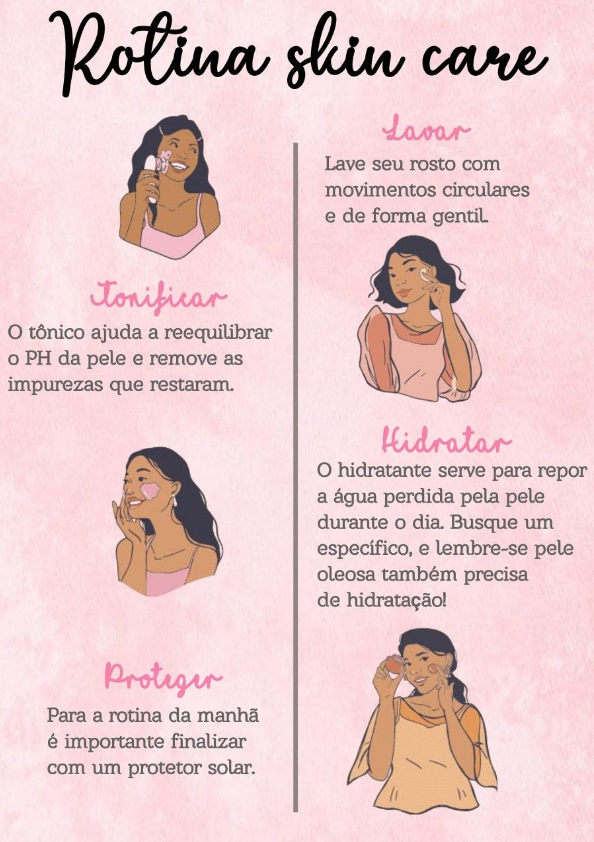 Rotina skin care
Lavar
Lave seu rosto com
movimentos circulares
e de forma gentil.
Tonificar
O tônico ajuda a reequilibrar
o PH da pele e remove as
impurezas que restaram.
Hidratar
O hidratante serve para repor
a água perdida pela pele
durante o dia. Busque um
específico, e lembre-se pele
oleosa também precisa
de hidratação!
Proteger
Para a rotina da manhã
é importante finalizar
com um protetor solar.